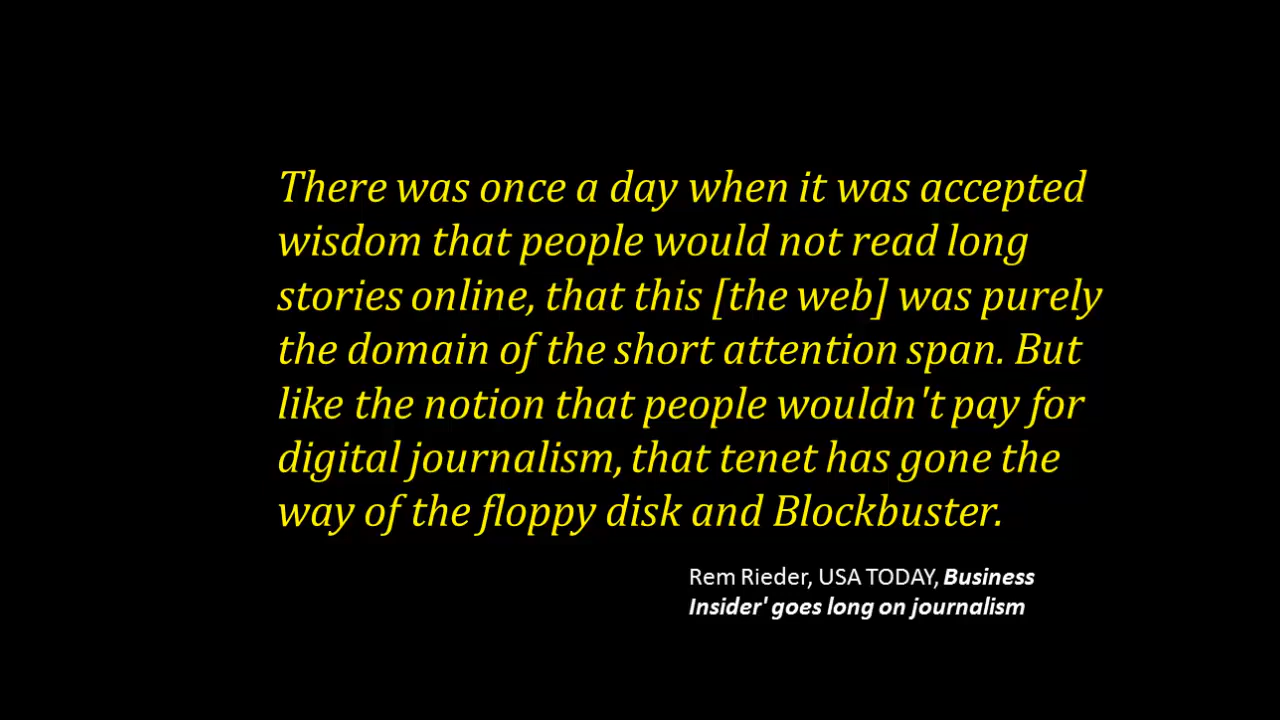 There was once a day when it was accepted
wisdom that people would not read long
stories online, that this [the web] was purely
the domain of the short attention span. But
like the notion that people wouldn't pay for
digital journalism, that tenet has gone the
way of the floppy disk and Blockbuster.
Rem Rieder, USA TODAY, Business
Insider' goes long on journalism